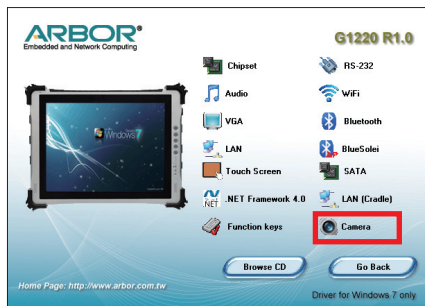 ARBOR®
Embedded and Network Computing
G1220 R1.0
Chipset
RS-232
Audio
WiFi
VGA
Bluetooth
LAN
BlueSolei
Touch Screen
SATA
.NET Framework 4.0
LAN (Cradle)
Function keys
Camera
Windows 7
Browse CD
Go Back
Home Page: http://www.arbor.com.tw
Driver for Windows 7 only